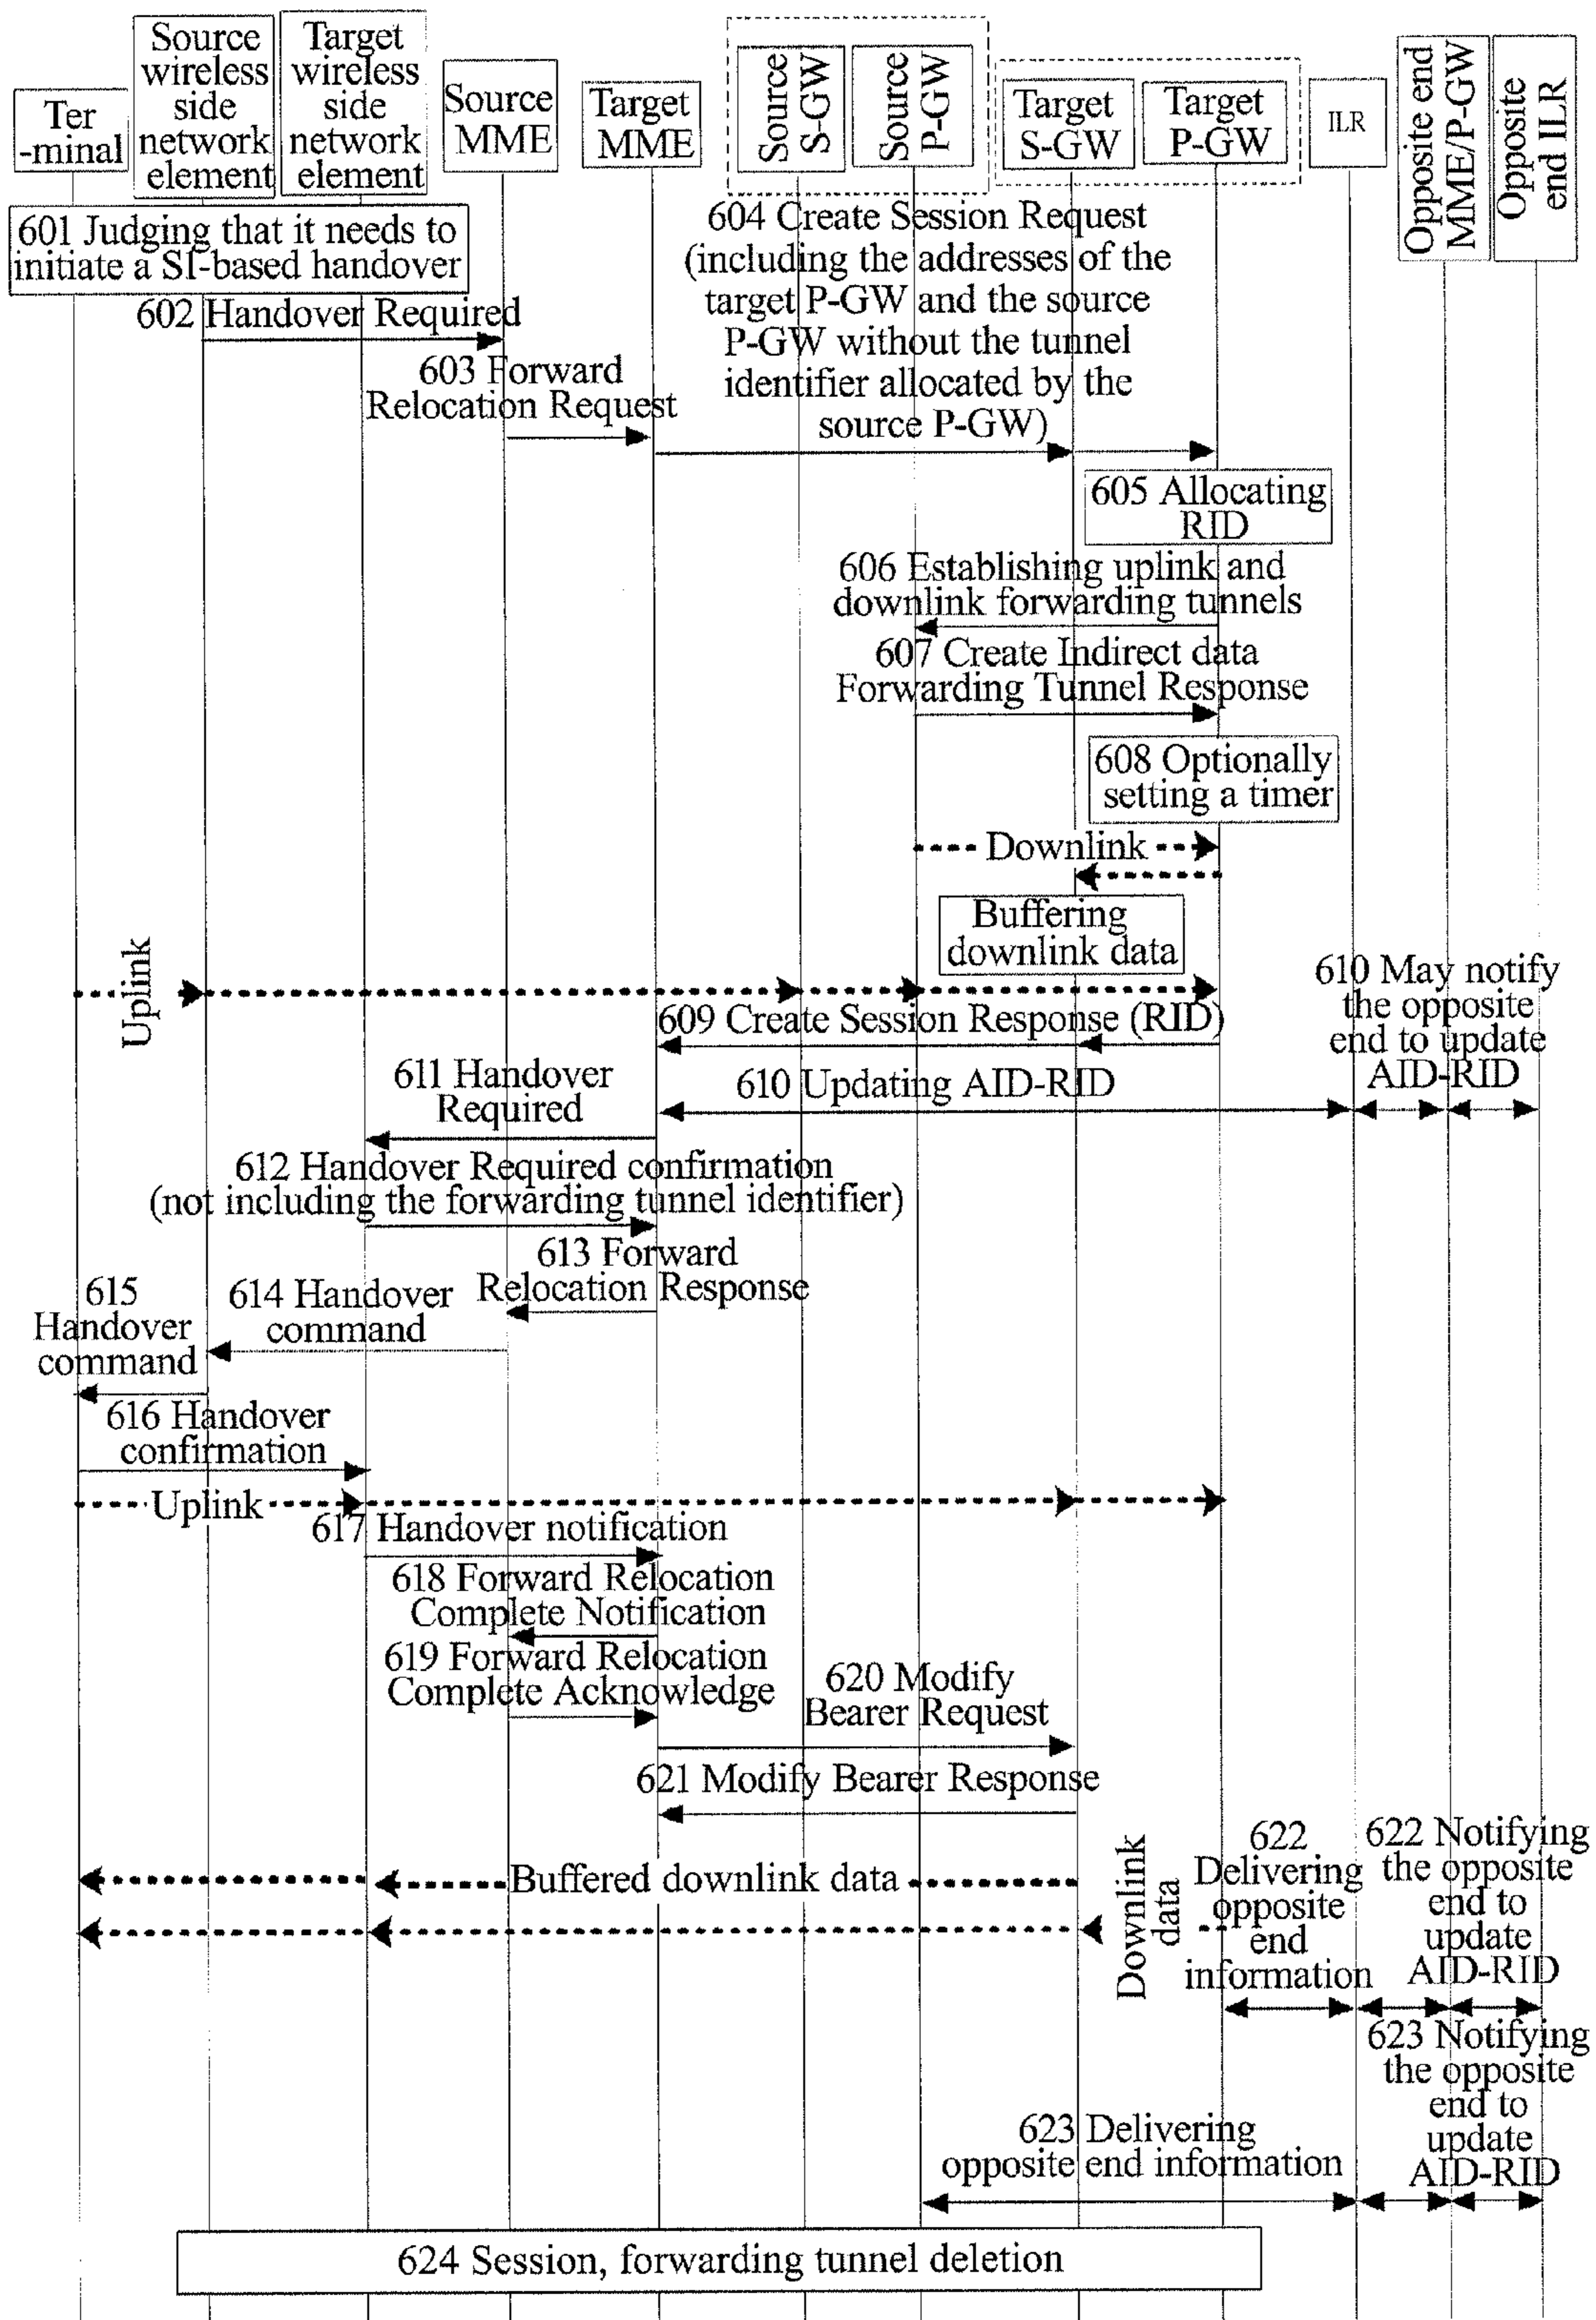 Ter
-minal
Source
wireless
side
network
element
Target
wireless
side
network
element
Source
MME
Target
MME
Source
S-GW
Source
P-GW
Target
S-GW
Target
P-GW
ILR
Opposite end
MME/P-GW
Opposite
end ILR
601 Judging that it needs to
initiate a S1-based handover
602 Handover Required
603 Forward
Relocation Request
604 Create Session Request
(including the addresses of the
target P-GW and the source
P-GW without the tunnel
identifier allocated by the
source P-GW)
605 Allocating
RID
606 Establishing uplink and
downlink forwarding tunnels
607 Create Indirect data
Forwarding Tunnel Response
608 Optionally
setting a timer
Downlink
Buffering
downlink data
Uplink
609 Create Session Response (RID)
610 May notify
the opposite
end to update
AID-RID
610 Updating AID-RID
611 Handover
Required
612 Handover Required confirmation
(not including the forwarding tunnel identifier)
613 Forward
Relocation Response
614 Handover
command
615
Handover
command
616 Handover
confirmation
Uplink
617 Handover notification
618 Forward Relocation
Complete Notification
619 Forward Relocation
Complete Acknowledge
620 Modify
Bearer Request
621 Modify Bearer Response
Buffered downlink data
Downlink
data
622
Delivering
opposite
end
information
622 Notifying
the opposite
end to
update
AID-RID
623 Notifying
the opposite
end to
update
AID-RID
623 Delivering
opposite end information
624 Session, forwarding tunnel deletion